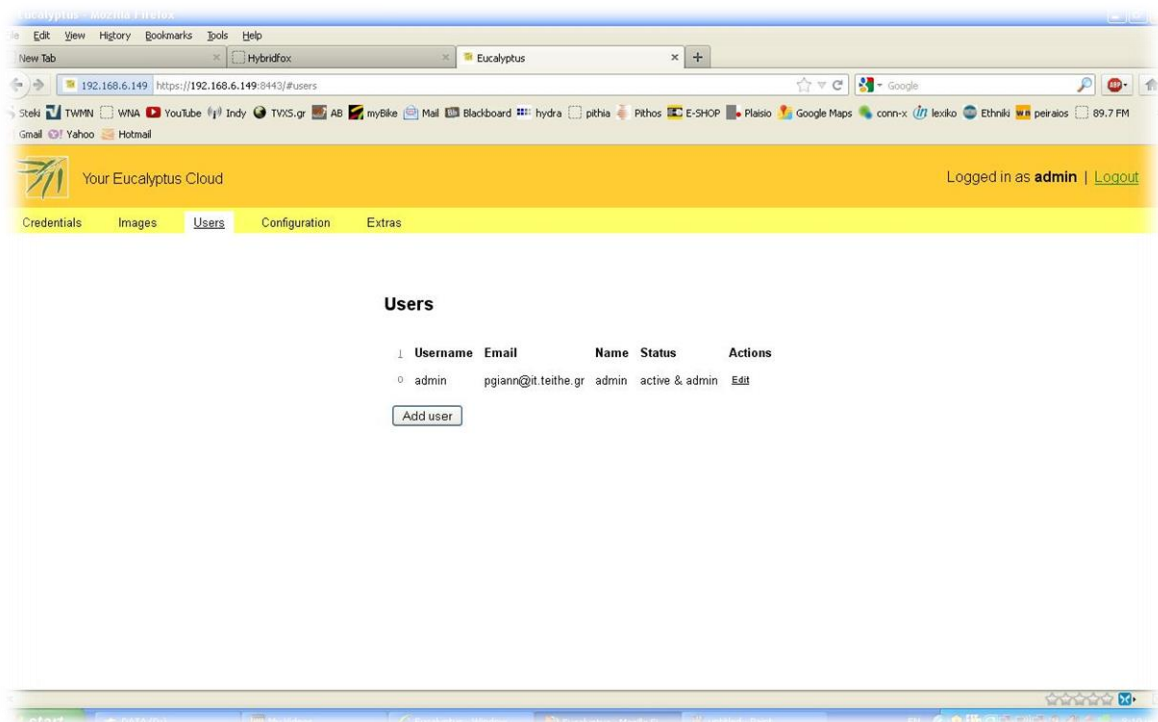 Eucalyptus - Mozilla Firefox
Edit View History Bookmarks Tools Help
New Tab Hybridfox Eucalyptus
192.168.6.149 https://192.168.6.149:8443/#users Google
Steki TWMN WNA YouTube Indy TVXS.gr AB myBike Mail Blackboard hydra pithia Pithos E-SHOP Plaisio Google Maps conn-x lexiko Ethniki peiraios 89.7 FM
Gmail Yahoo Hotmail
Your Eucalyptus Cloud Logged in as admin | Logout
Credentials Images Users Configuration Extras
Users
Username Email Name Status Actions
0 admin pgiann@it.teithe.gr admin active & admin Edit
Add user
start